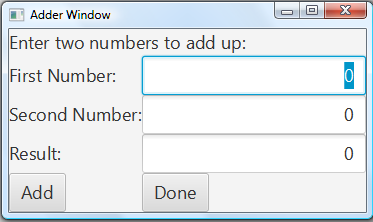 Adder Window
Enter two numbers to add up:
First Number: 0
Second Number: 0
Result: 0
Add Done